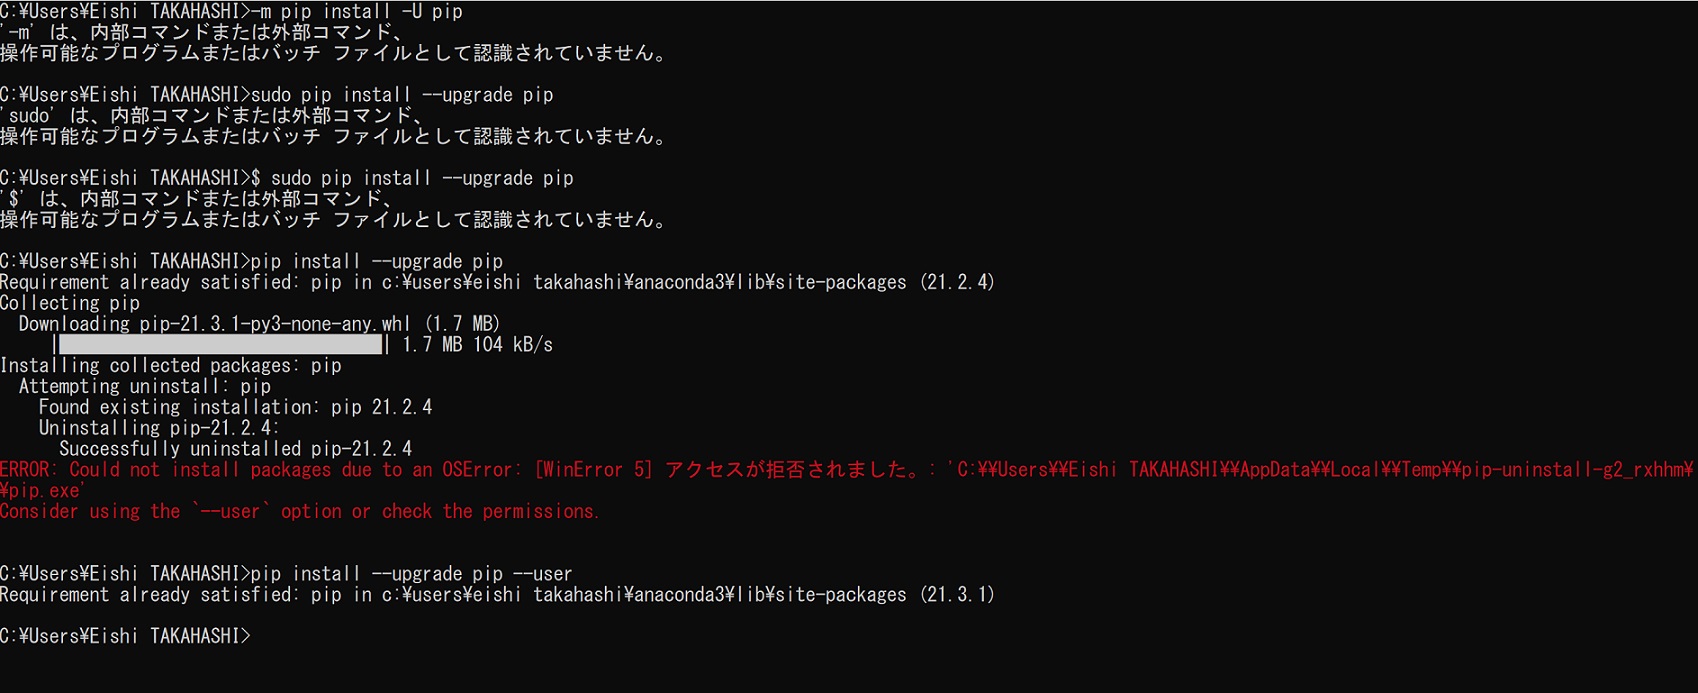 C:¥Users¥Eishi TAKAHASHI>-m pip install -U pip
'-m' は、内部コマンドまたは外部コマンド、
操作可能なプログラムまたはバッチ ファイルとして認識されていません。
C:¥Users¥Eishi TAKAHASHI>sudo pip install --upgrade pip
'sudo' は、内部コマンドまたは外部コマンド、
操作可能なプログラムまたはバッチ ファイルとして認識されていません。
C:¥Users¥Eishi TAKAHASHI>$ sudo pip install --upgrade pip
'$' は、内部コマンドまたは外部コマンド、
操作可能なプログラムまたはバッチ ファイルとして認識されていません。
C:¥Users¥Eishi TAKAHASHI>pip install --upgrade pip
Requirement already satisfied: pip in c:¥users¥eishi takahashi¥anaconda3¥lib¥site-packages (21.2.4)
Collecting pip
  Downloading pip-21.3.1-py3-none-any.whl (1.7 MB)
     |████████████████████████████████| 1.7 MB 104 kB/s
Installing collected packages: pip
  Attempting uninstall: pip
    Found existing installation: pip 21.2.4
    Uninstalling pip-21.2.4:
      Successfully uninstalled pip-21.2.4
ERROR: Could not install packages due to an OSError: [WinError 5] アクセスが拒否されました。: 'C:¥¥Users¥¥Eishi TAKAHASHI¥¥AppData¥¥Local¥¥Temp¥¥pip-uninstall-g2_rxhhm¥
¥pip.exe'
Consider using the `--user` option or check the permissions.
C:¥Users¥Eishi TAKAHASHI>pip install --upgrade pip --user
Requirement already satisfied: pip in c:¥users¥eishi takahashi¥anaconda3¥lib¥site-packages (21.3.1)
C:¥Users¥Eishi TAKAHASHI>